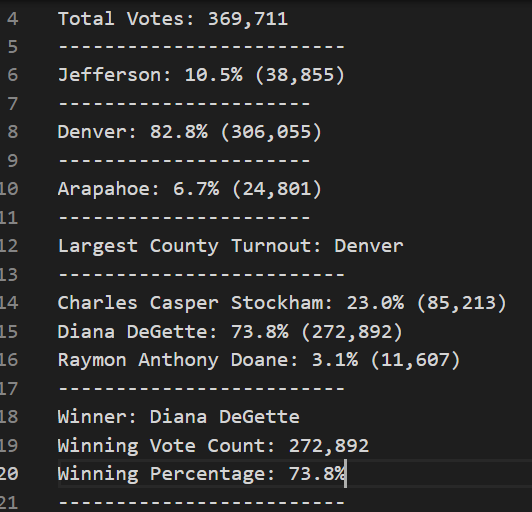 4 Total Votes: 369,711
5 -------------------------
6 Jefferson: 10.5% (38,855)
7 ----------------------
8 Denver: 82.8% (306,055)
9 ----------------------
10 Arapahoe: 6.7% (24,801)
11 ----------------------
12 Largest County Turnout: Denver
13 -------------------------
14 Charles Casper Stockham: 23.0% (85,213)
15 Diana DeGette: 73.8% (272,892)
16 Raymon Anthony Doane: 3.1% (11,607)
17 -------------------------
18 Winner: Diana DeGette
19 Winning Vote Count: 272,892
20 Winning Percentage: 73.8%
21 -------------------------